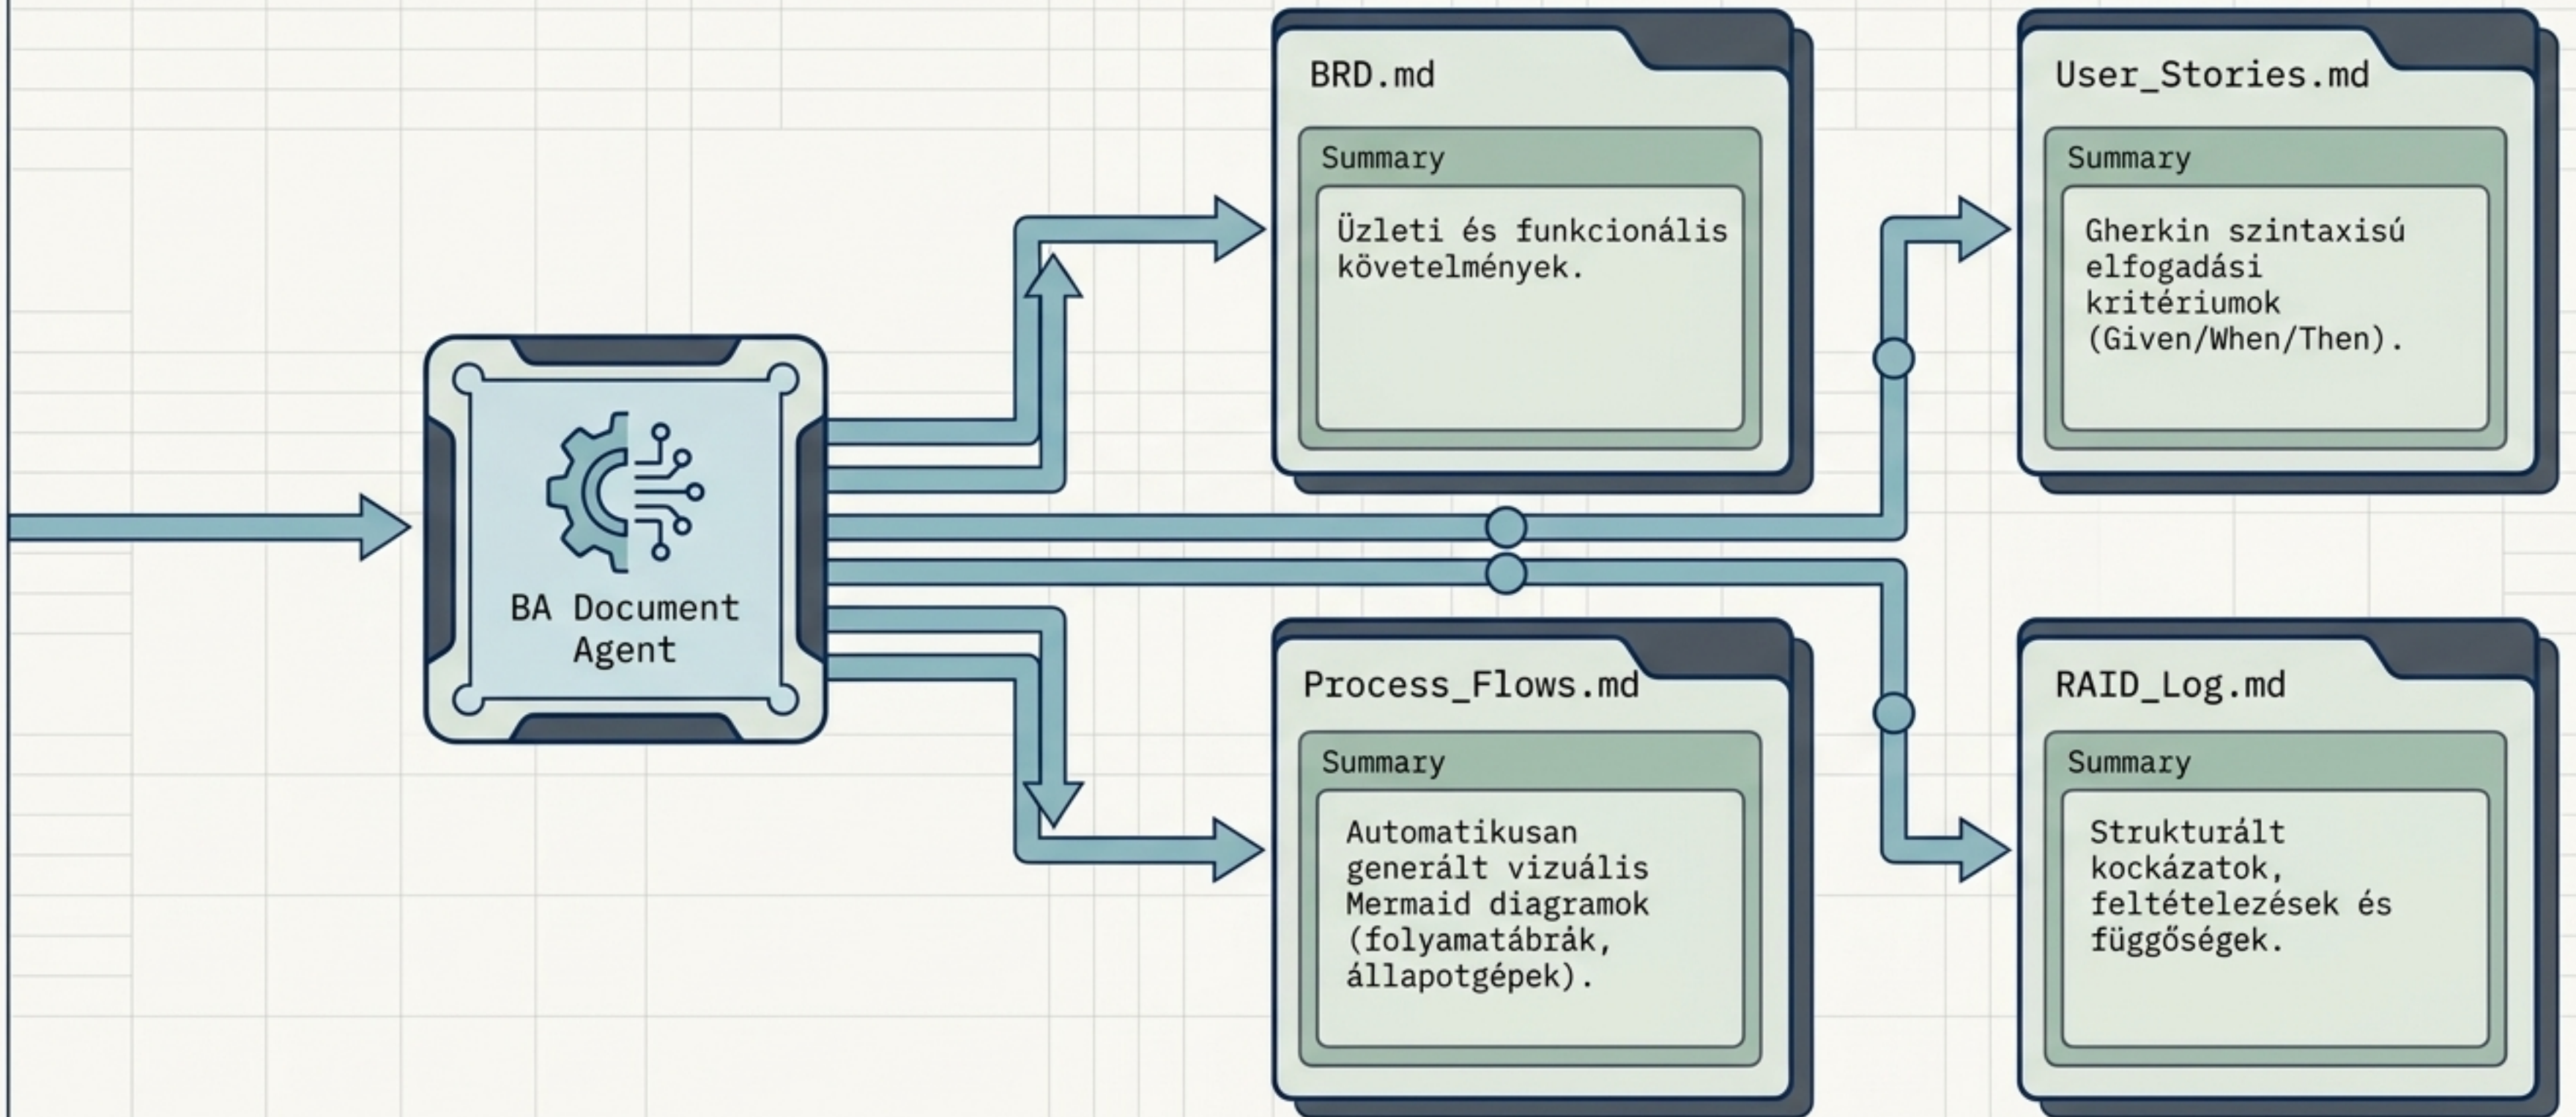 BA Document
Agent
BRD.md
Summary
Üzleti és funkcionális
követelmények.
User_Stories.md
Summary
Gherkin szintaxisú
elfogadási
kritériumok
(Given/When/Then).
Process_Flows.md
Summary
Automatikusan
generált vizuális
Mermaid diagramok
(folyamatábrák,
állapotgépek).
RAID_Log.md
Summary
Strukturált
kockázatok,
feltételezések és
függőségek.